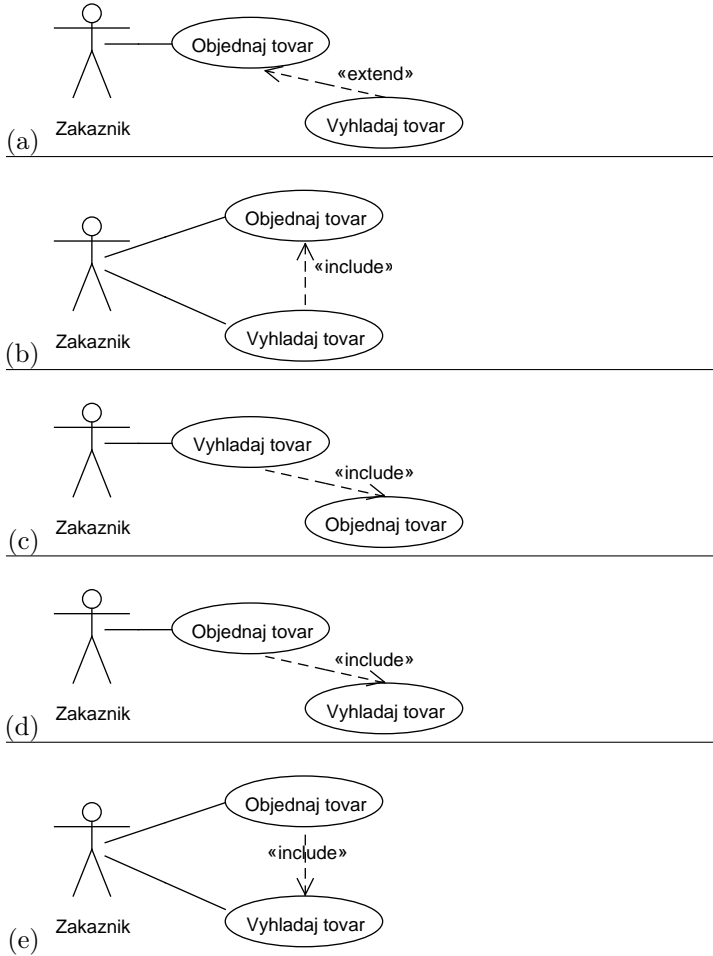 Objednaj tovar
«extend»
Vyhladaj tovar
Zakaznik
(a)
Objednaj tovar
«include»
Vyhladaj tovar
Zakaznik
(b)
Vyhladaj tovar
«include»
Objednaj tovar
Zakaznik
(c)
Objednaj tovar
«include»
Vyhladaj tovar
Zakaznik
(d)
Objednaj tovar
«include»
Vyhladaj tovar
Zakaznik
(e)